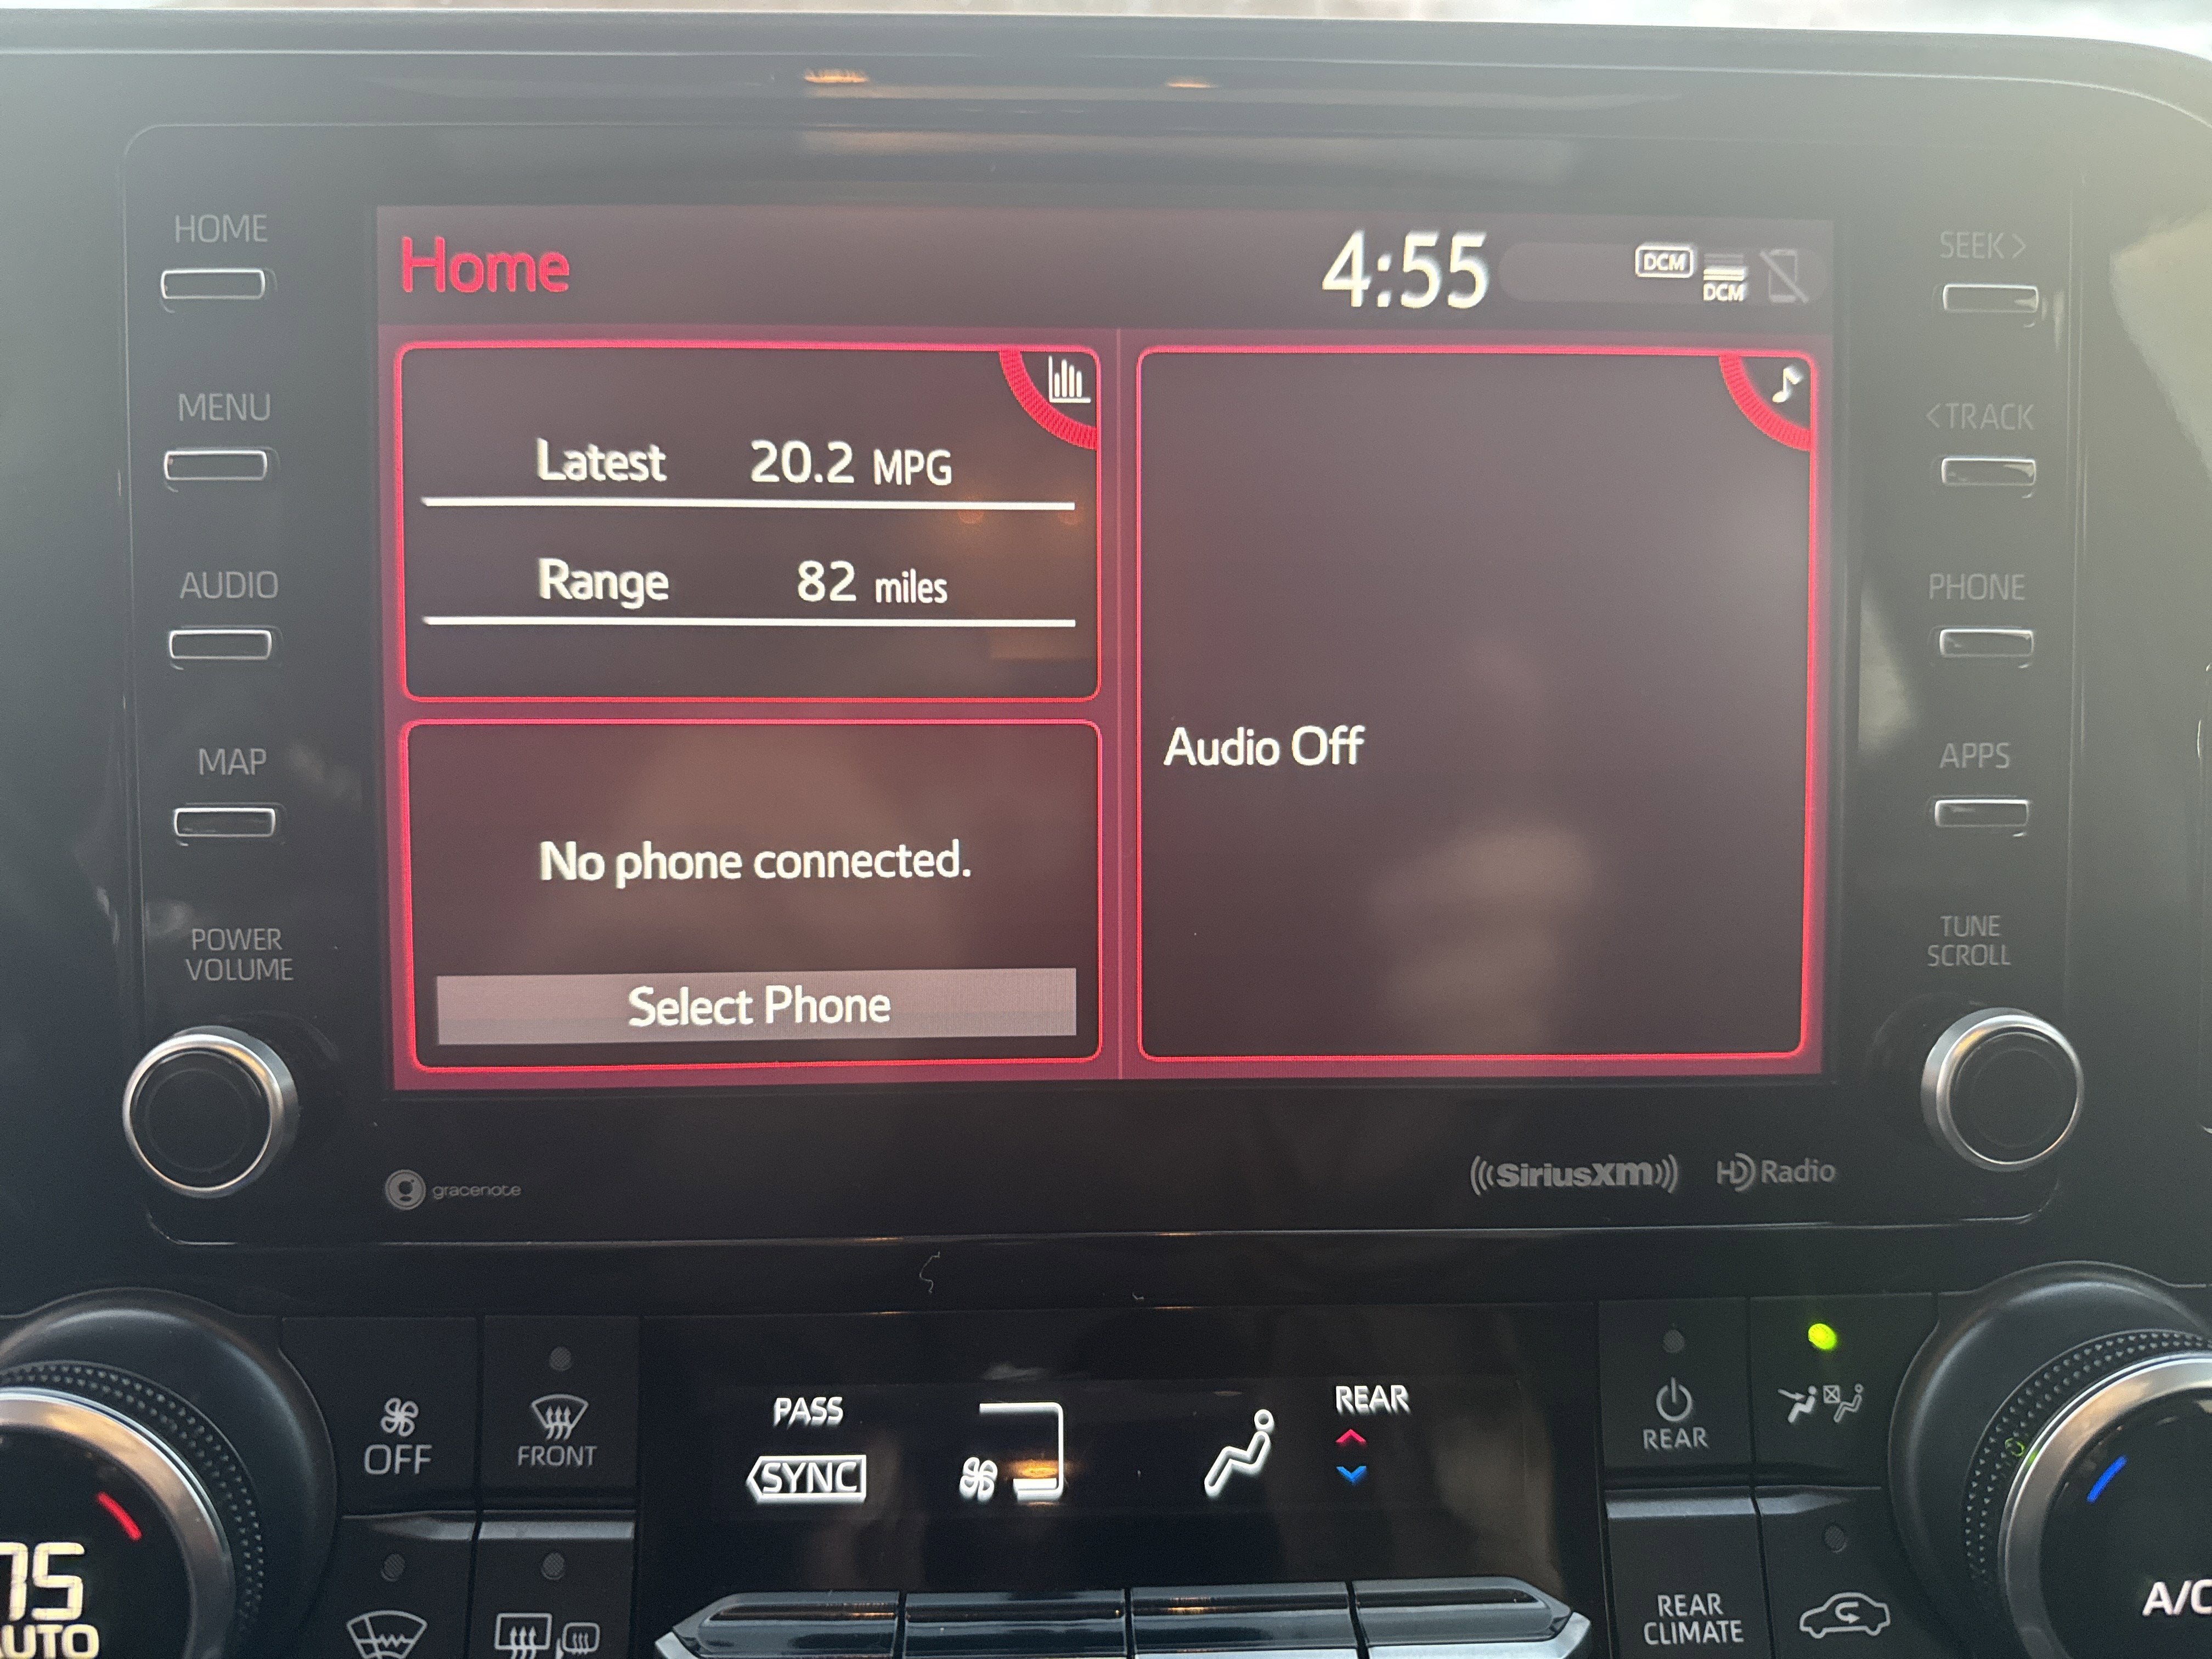 HOME
MENU
AUDIO
MAP
POWER
VOLUME
Home
4:55
DCM
DCM
Latest 20.2 MPG
Range 82 miles
No phone connected.
Select Phone
Audio Off
SEEK>
<TRACK
PHONE
APPS
TUNE
SCROLL
gracenote
((SiriusXM))
HD Radio
75
AUTO
OFF
FRONT
PASS
SYNC
REAR
REAR
REAR
CLIMATE
A/C